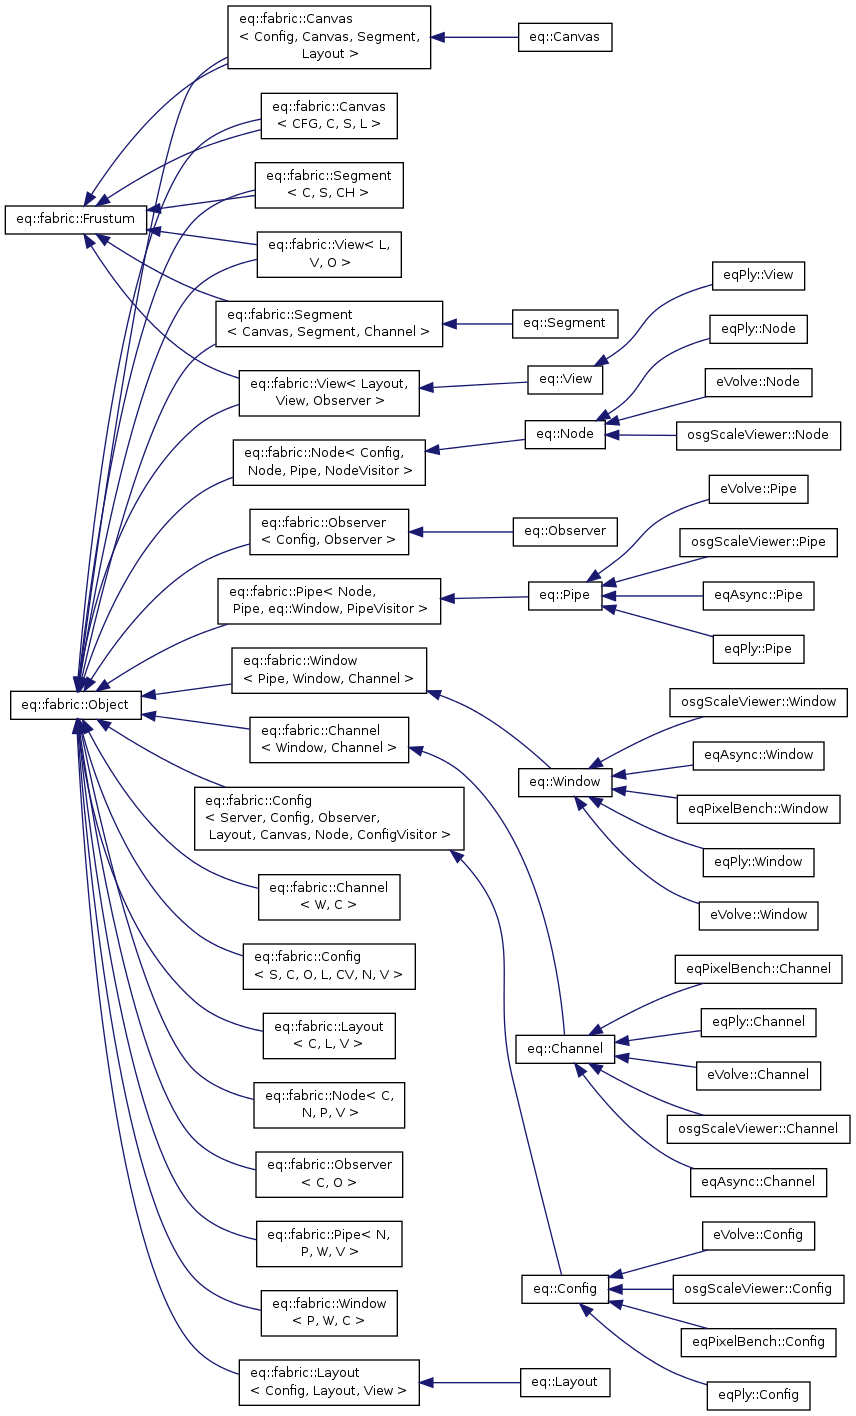 eq::fabric::Canvas
< Config, Canvas, Segment,
Layout >
eq::Canvas
eq::fabric::Canvas
< CFG, C, S, L >
eq::fabric::Segment
< C, S, CH >
eq::fabric::Frustum
eq::fabric::View< L,
V, O >
eqPly::View
eq::fabric::Segment
< Canvas, Segment, Channel >
eq::Segment
eqPly::Node
eq::fabric::View< Layout,
View, Observer >
eq::View
eVolve::Node
eq::fabric::Node< Config,
Node, Pipe, NodeVisitor >
eq::Node
osgScaleViewer::Node
eVolve::Pipe
eq::fabric::Observer
< Config, Observer >
eq::Observer
osgScaleViewer::Pipe
eq::fabric::Pipe< Node,
Pipe, eq::Window, PipeVisitor >
eq::Pipe
eqAsync::Pipe
eqPly::Pipe
eq::fabric::Window
< Pipe, Window, Channel >
eq::fabric::Object
osgScaleViewer::Window
eq::fabric::Channel
< Window, Channel >
eqAsync::Window
eq::Window
eqPixelBench::Window
eq::fabric::Config
< Server, Config, Observer,
Layout, Canvas, Node, ConfigVisitor >
eqPly::Window
eq::fabric::Channel
< W, C >
eVolve::Window
eq::fabric::Config
< S, C, O, L, CV, N, V >
eqPixelBench::Channel
eq::fabric::Layout
< C, L, V >
eqPly::Channel
eq::Channel
eVolve::Channel
eq::fabric::Node< C,
N, P, V >
osgScaleViewer::Channel
eq::fabric::Observer
< C, O >
eqAsync::Channel
eq::fabric::Pipe< N,
P, W, V >
eVolve::Config
eq::Config
osgScaleViewer::Config
eq::fabric::Window
< P, W, C >
eqPixelBench::Config
eq::fabric::Layout
< Config, Layout, View >
eq::Layout
eqPly::Config